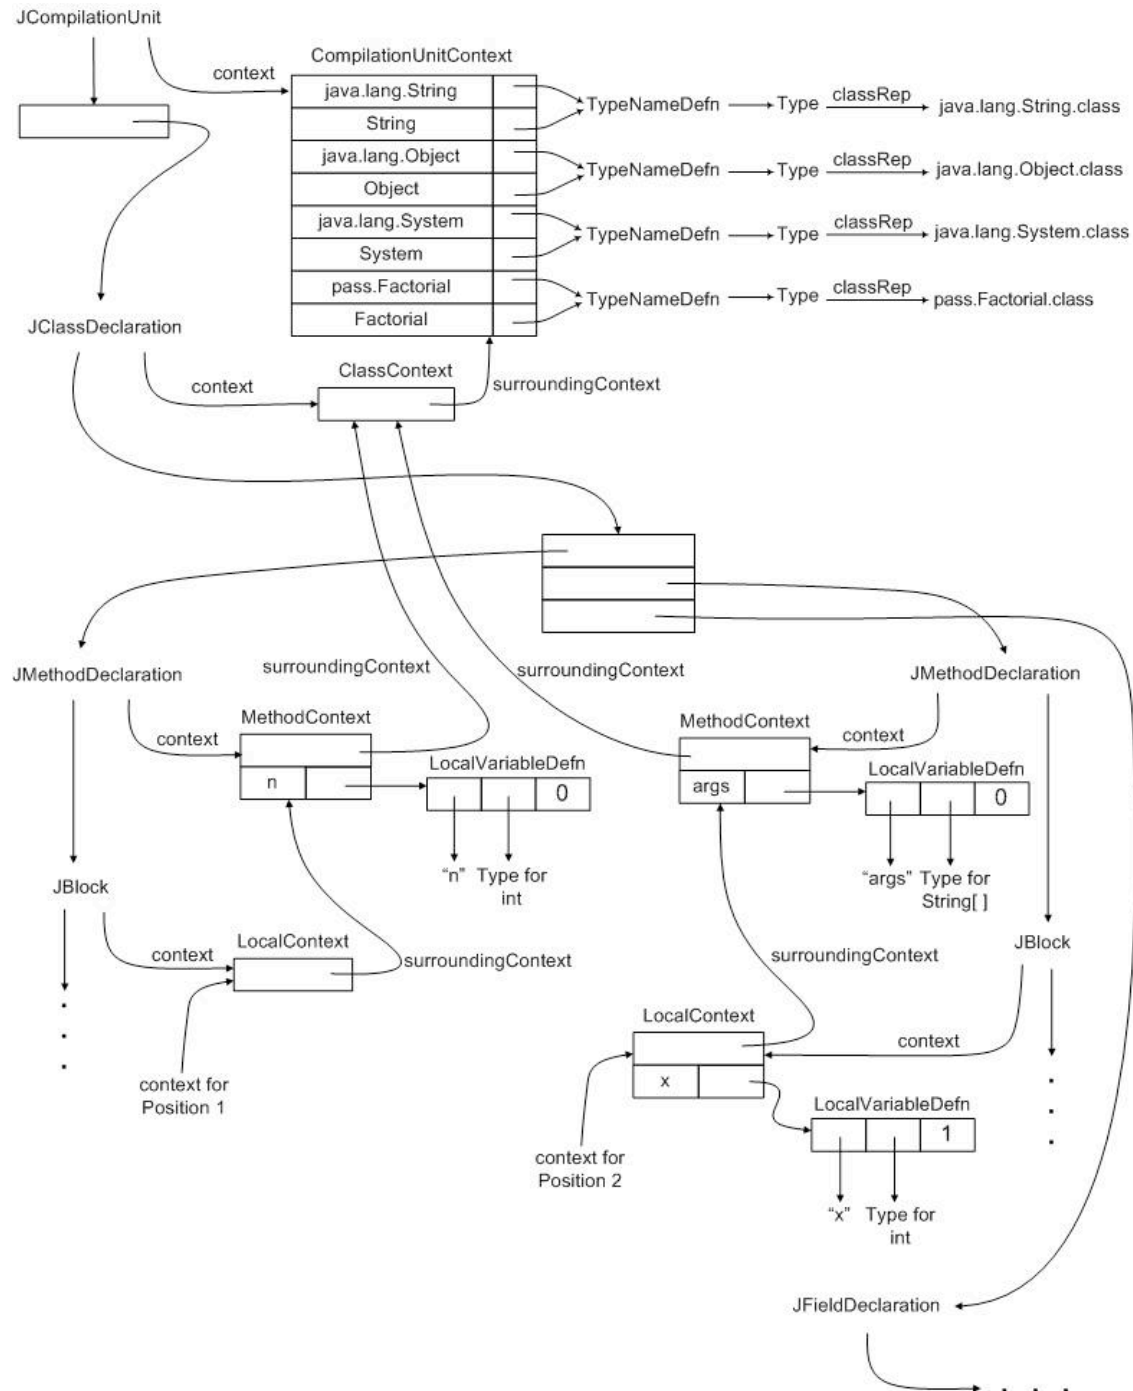 JCompilationUnit
CompilationUnitContext
context
java.lang.String
String
java.lang.Object
Object
java.lang.System
System
pass.Factorial
Factorial
TypeNameDefn
Type
classRep
java.lang.String.class
TypeNameDefn
Type
classRep
java.lang.Object.class
TypeNameDefn
Type
classRep
java.lang.System.class
TypeNameDefn
Type
classRep
pass.Factorial.class
JClassDeclaration
context
ClassContext
surroundingContext
JMethodDeclaration
surroundingContext
context
MethodContext
n
LocalVariableDefn
0
“n”
Type for
int
JBlock
context
LocalContext
surroundingContext
context for
Position 1
surroundingContext
JMethodDeclaration
MethodContext
context
args
LocalVariableDefn
0
“args”
Type for
String[ ]
JBlock
surroundingContext
LocalContext
context
x
LocalVariableDefn
1
context for
Position 2
“x”
Type for
int
JFieldDeclaration